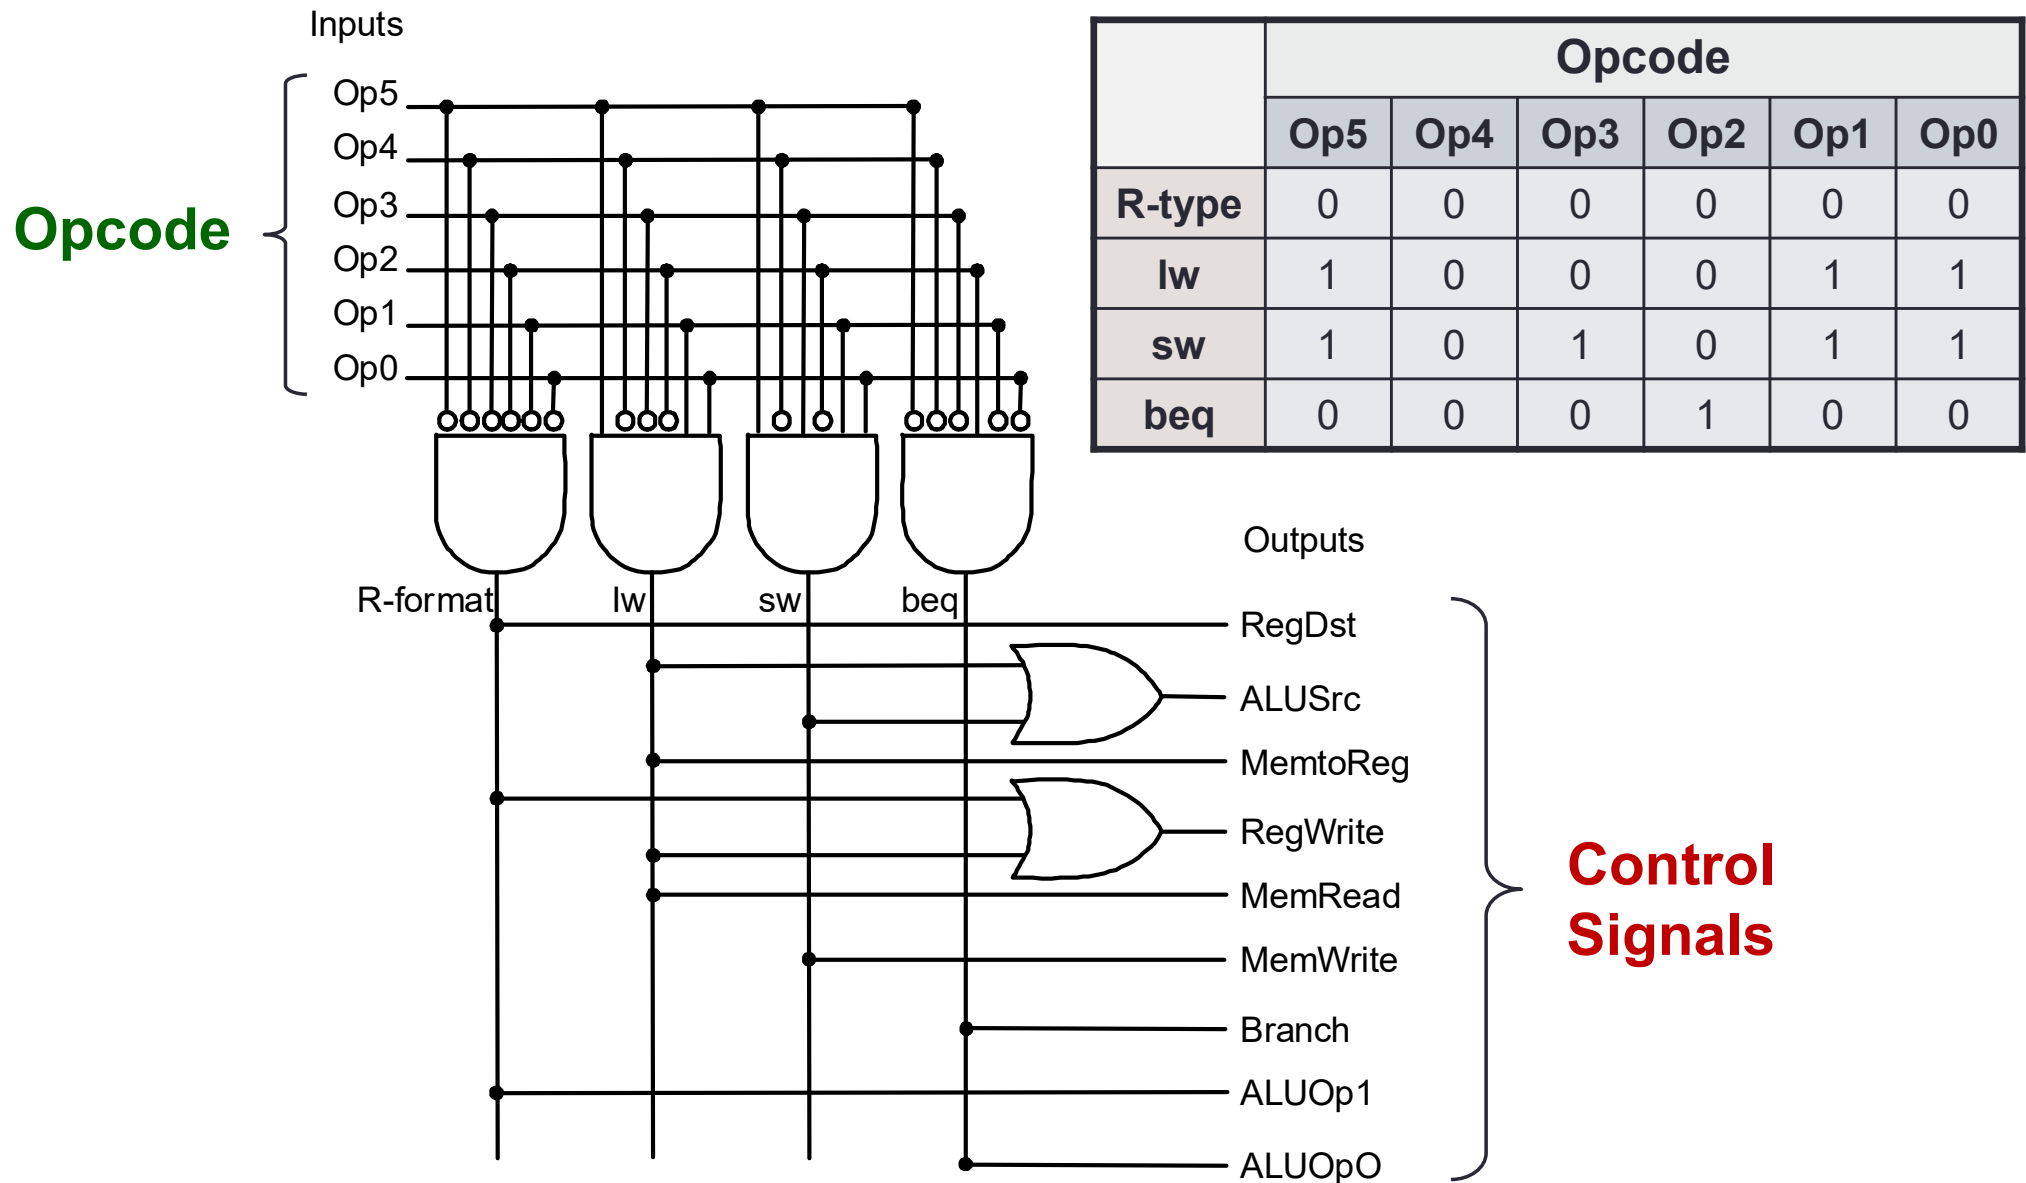 Inputs
Opcode
Op5
Op4
Op3
Op2
Op1
Op0
Opcode
Op5 Op4 Op3 Op2 Op1 Op0
R-type 0 0 0 0 0 0
lw 1 0 0 0 1 1
sw 1 0 1 0 1 1
beq 0 0 0 1 0 0
R-format lw sw beq
Outputs
RegDst
ALUSrc
MemtoReg
RegWrite
MemRead
MemWrite
Branch
ALUOp1
ALUOpO
Control
Signals